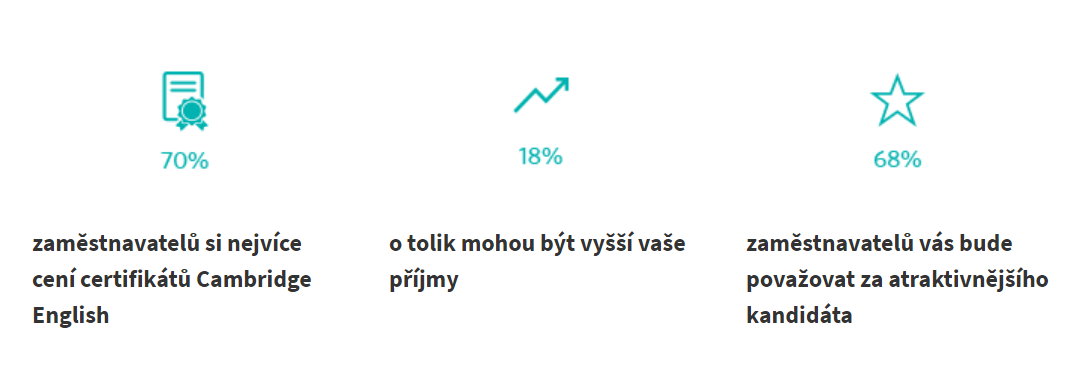 70%
zaměstnavatelů si nejvíce
cení certifikátů Cambridge
English
18%
o tolik mohou být vyšší vaše
příjmy
68%
zaměstnavatelů vás bude
považovat za atraktivnějšího
kandidáta